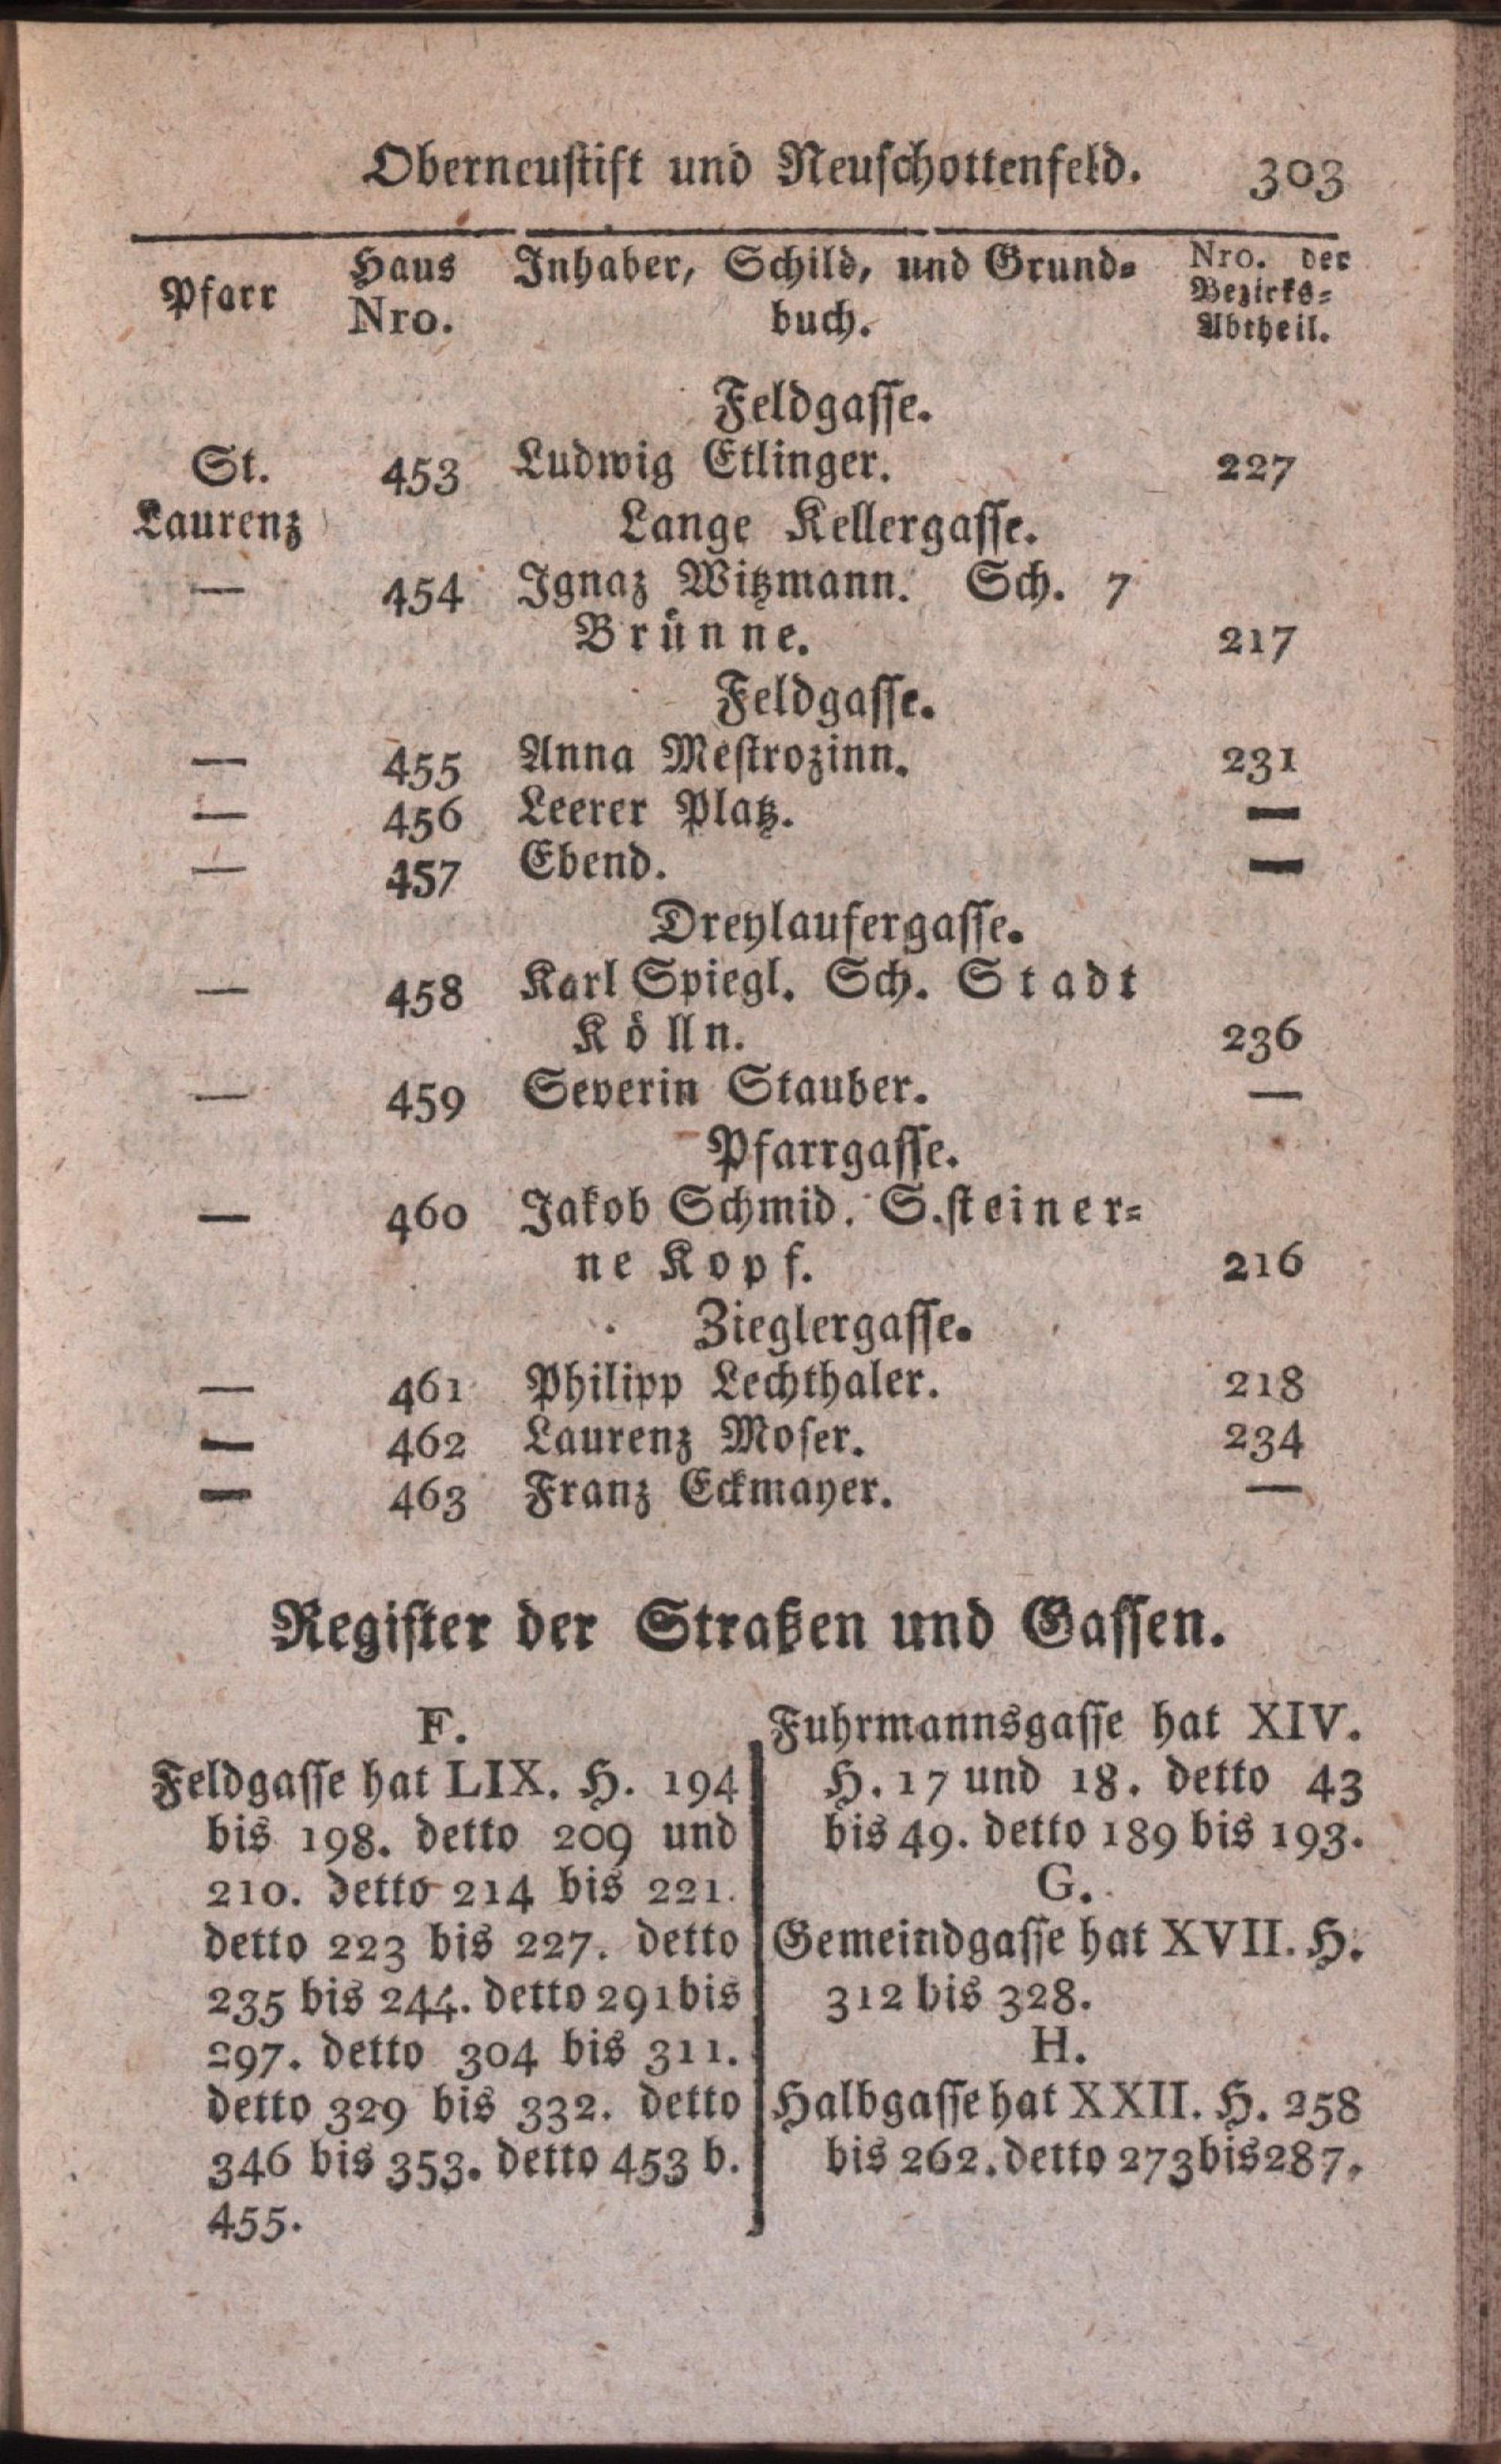 Oberneustift und Neuschottenfeld. 303
Pfarr Haus Nro. Inhaber, Schild, und Grund= buch. Nro. der Bezirks= Abtheil.
Feldgasse.
St. 453 Ludwig Etlinger. 227
Laurenz Lange Kellergasse.
— 454 Ignaz Witzmann. Sch. 7
Brünne. 217
Feldgasse.
— 455 Anna Mestrozinn. 231
— 456 Leerer Platz. —
— 457 Ebend. —
Dreylaufergasse.
— 458 Karl Spiegl. Sch. Stadt
Kölln. 236
— 459 Severin Stauber. —
Pfarrgasse.
— 460 Jakob Schmid. S. steiner=
ne Kopf. 216
Zieglergasse.
— 461 Philipp Lechthaler. 218
— 462 Laurenz Moser. 234
— 463 Franz Eckmayer. —
Register der Straßen und Gassen.
F.
Feldgasse hat LIX. H. 194
bis 198. detto 209 und
210. detto 214 bis 221.
detto 223 bis 227. detto
235 bis 244. detto 291 bis
297. detto 304 bis 311.
detto 329 bis 332. detto
346 bis 353. detto 453 b.
455.
Fuhrmannsgasse hat XIV.
H. 17 und 18. detto 43
bis 49. detto 189 bis 193.
G.
Gemeindgasse hat XVII. H.
312 bis 328.
H.
Halbgasse hat XXII. H. 258
bis 262. detto 273 bis 287.